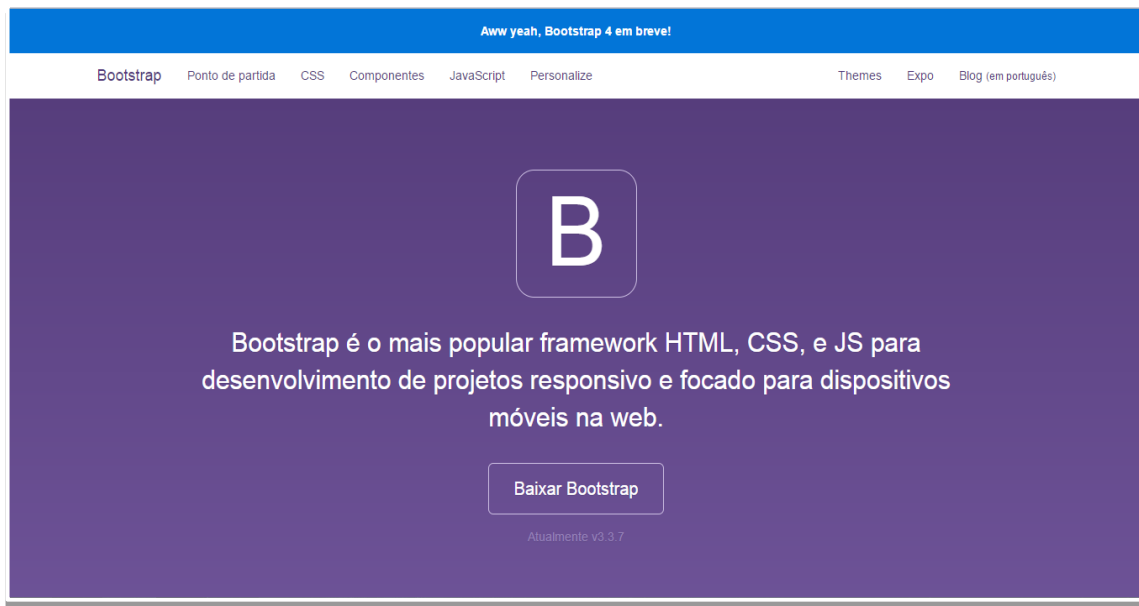 Aww yeah, Bootstrap 4 em breve!
Bootstrap Ponto de partida CSS Componentes JavaScript Personalize Themes Expo Blog (em português)
B
Bootstrap é o mais popular framework HTML, CSS, e JS para
desenvolvimento de projetos responsivo e focado para dispositivos
móveis na web.
Baixar Bootstrap
Atualmente v3.3.7